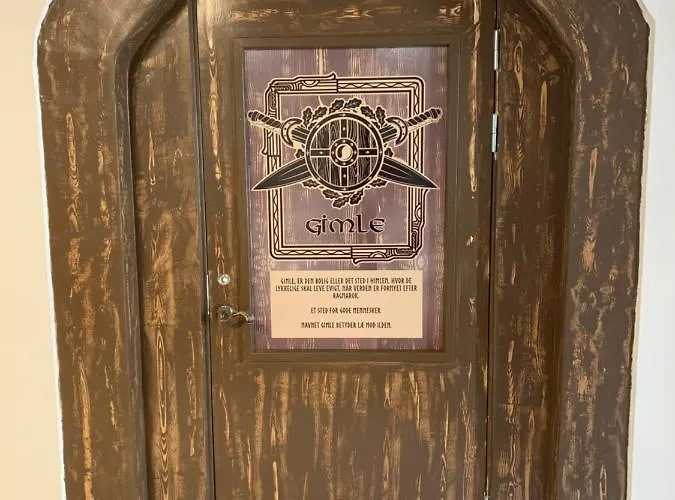 GIMLE
GIMLE, ER DEN BOLIG ELLER DET STED I HIMLEN, HVOR DE
LYKKELIGE SKAL LEVE EVIGT, NÅR VERDEN ER FORNYET EFTER
RAGNAROK.
ET STED FOR GODE MENNESKER.
NAVNET GIMLE BETYDER LÆ MOD ILDEN.